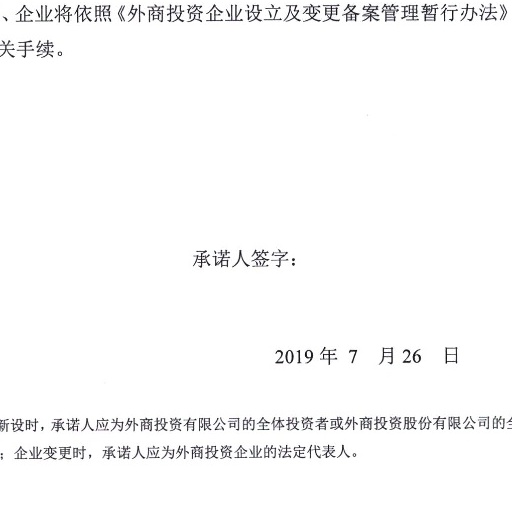 、企业将依照《外商投资企业设立及变更备案管理暂行办法》
关手续。
承诺人签字：
2019 年 7 月 26 日
新设时，承诺人应为外商投资有限公司的全体投资者或外商投资股份有限公司的全
；企业变更时，承诺人应为外商投资企业的法定代表人。